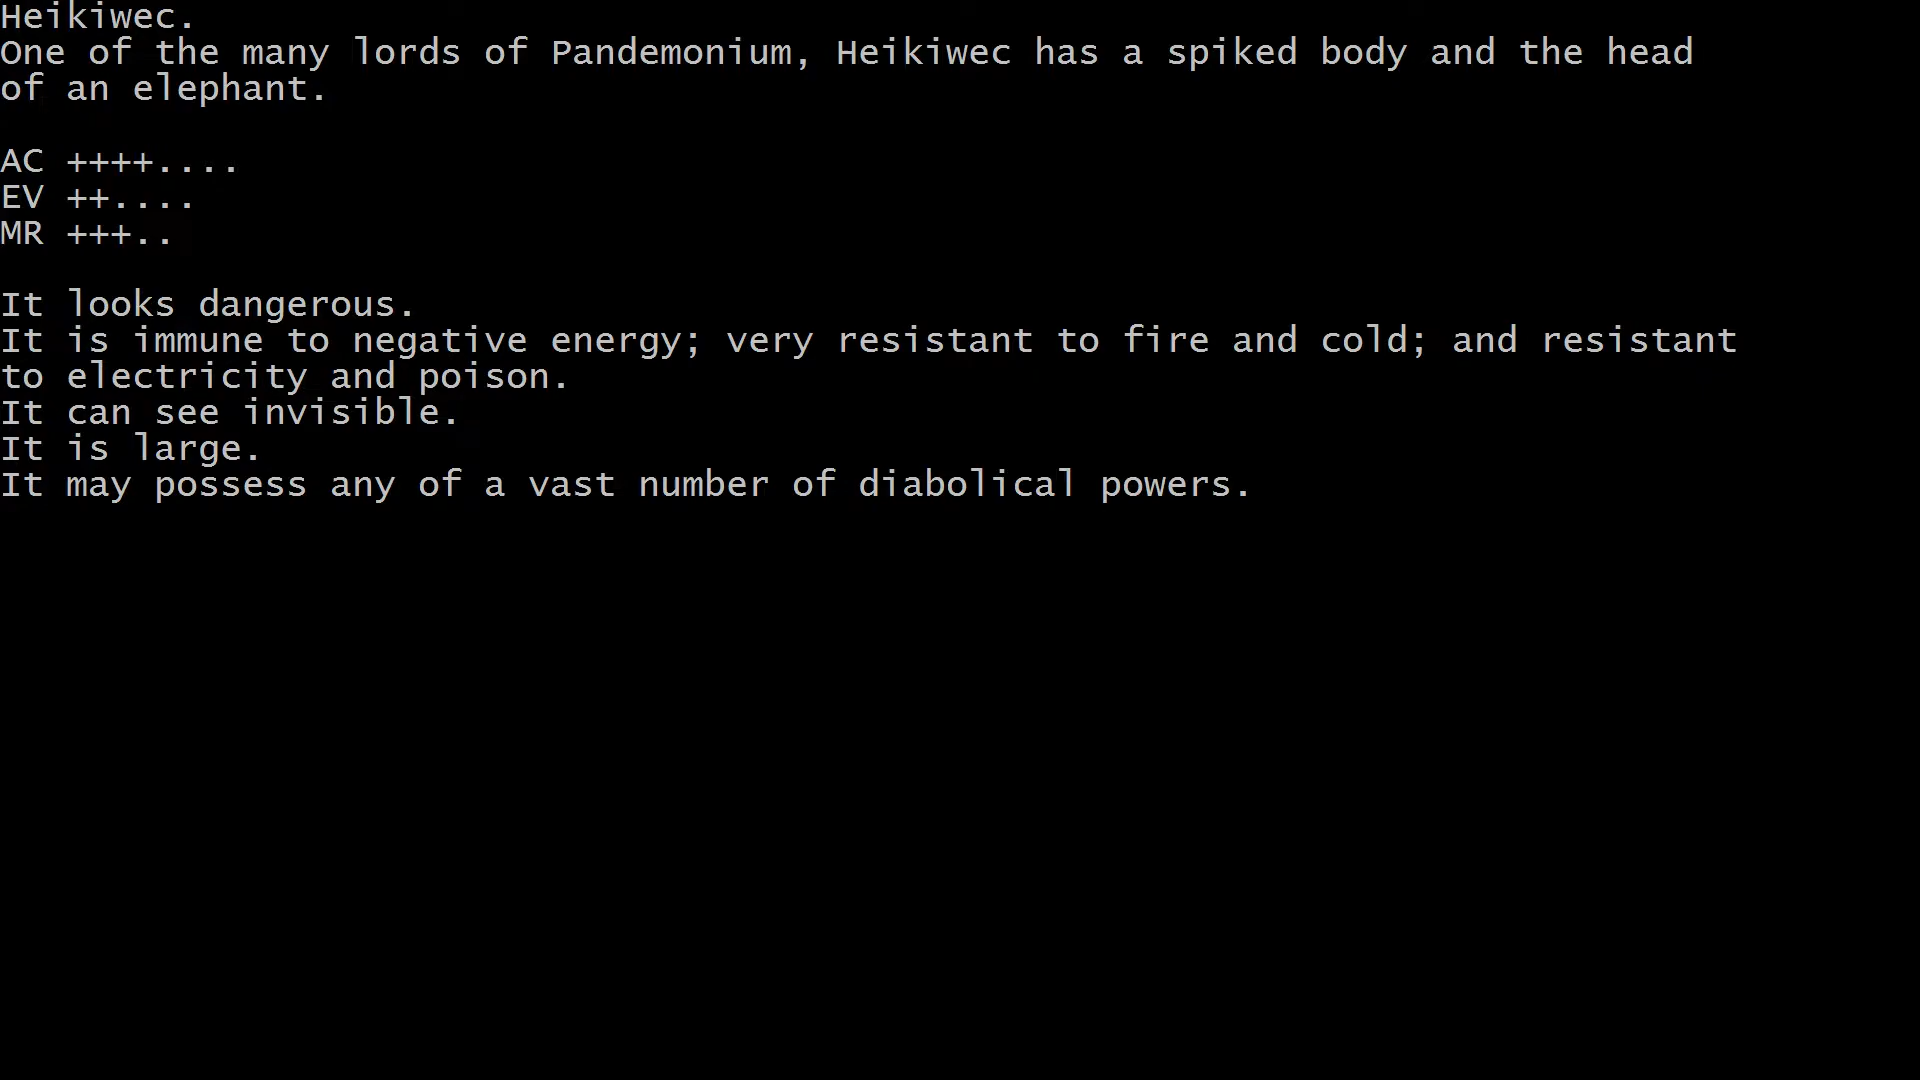 Heikiwec.
One of the many lords of Pandemonium, Heikiwec has a spiked body and the head
of an elephant.
AC ++++....
EV ++....
MR +++..
It looks dangerous.
It is immune to negative energy; very resistant to fire and cold; and resistant
to electricity and poison.
It can see invisible.
It is large.
It may possess any of a vast number of diabolical powers.